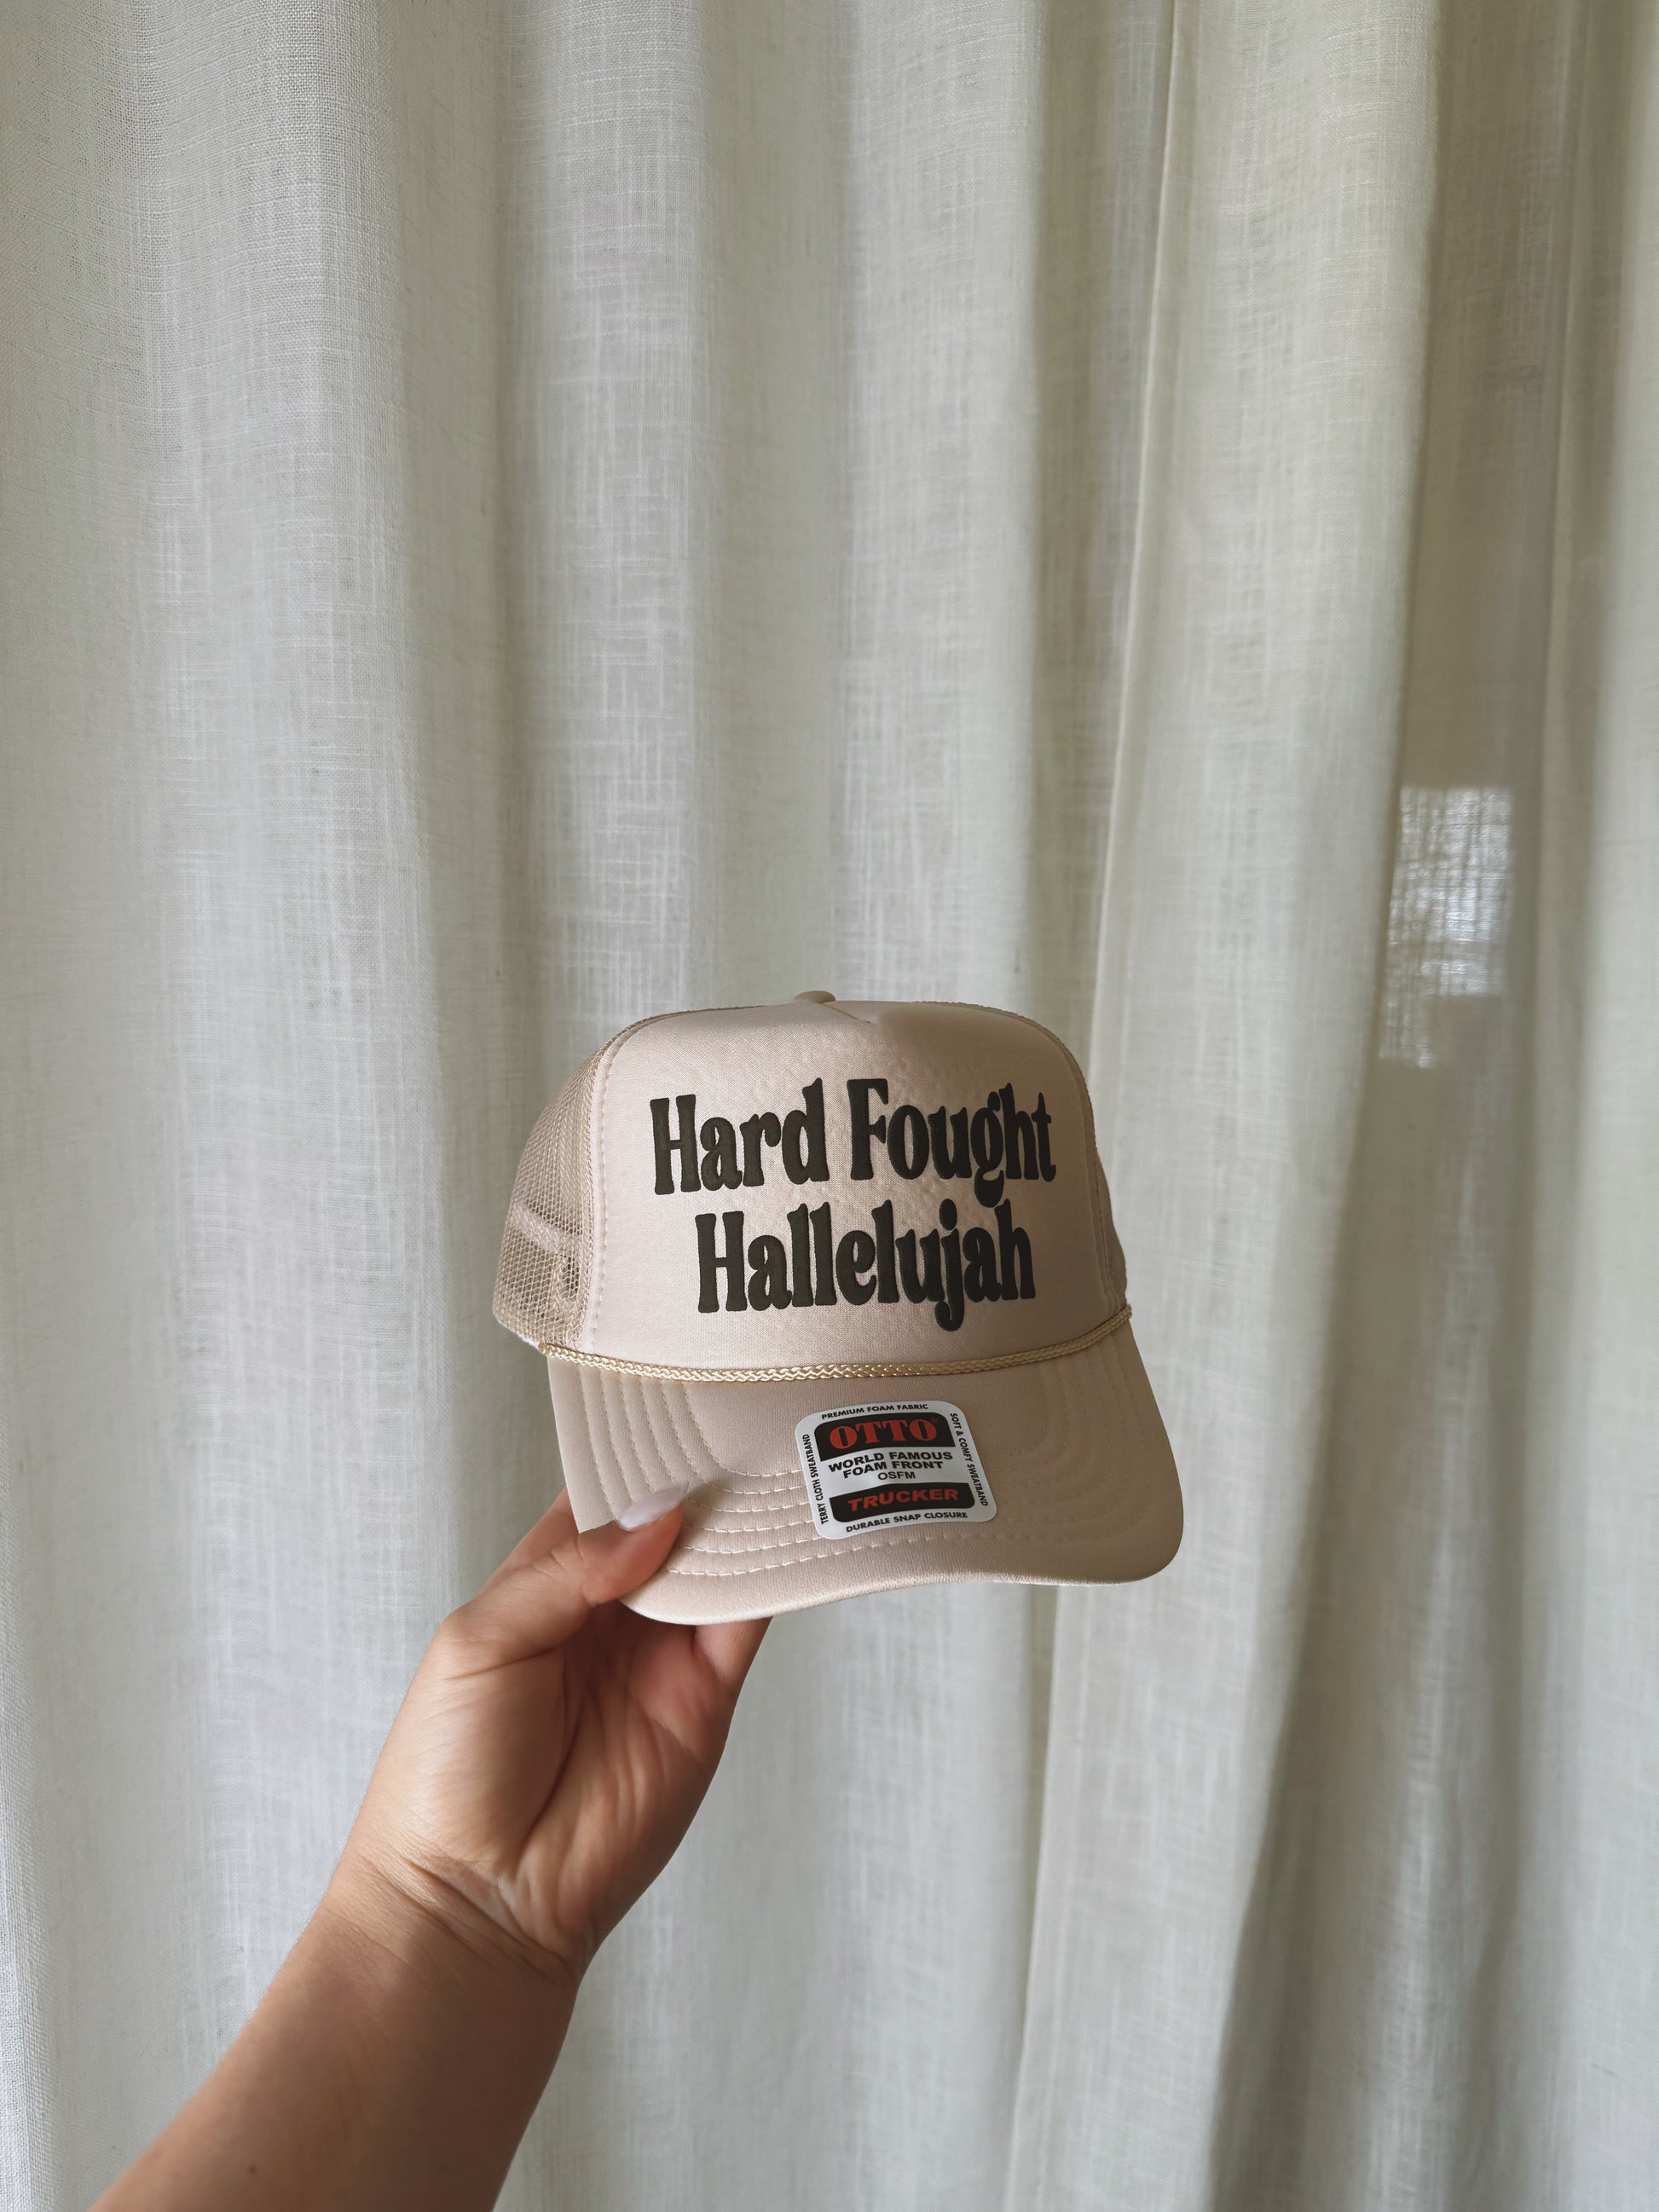 Hard Fought
Hallelujah
PREMIUM FOAM FABRIC
OTTO
WORLD FAMOUS
FOAM FRONT
OSFM
TRUCKER
DURABLE SNAP CLOSURE
TERRY CLOTH SWEATBAND
SOFT & COMFY SWEATBAND